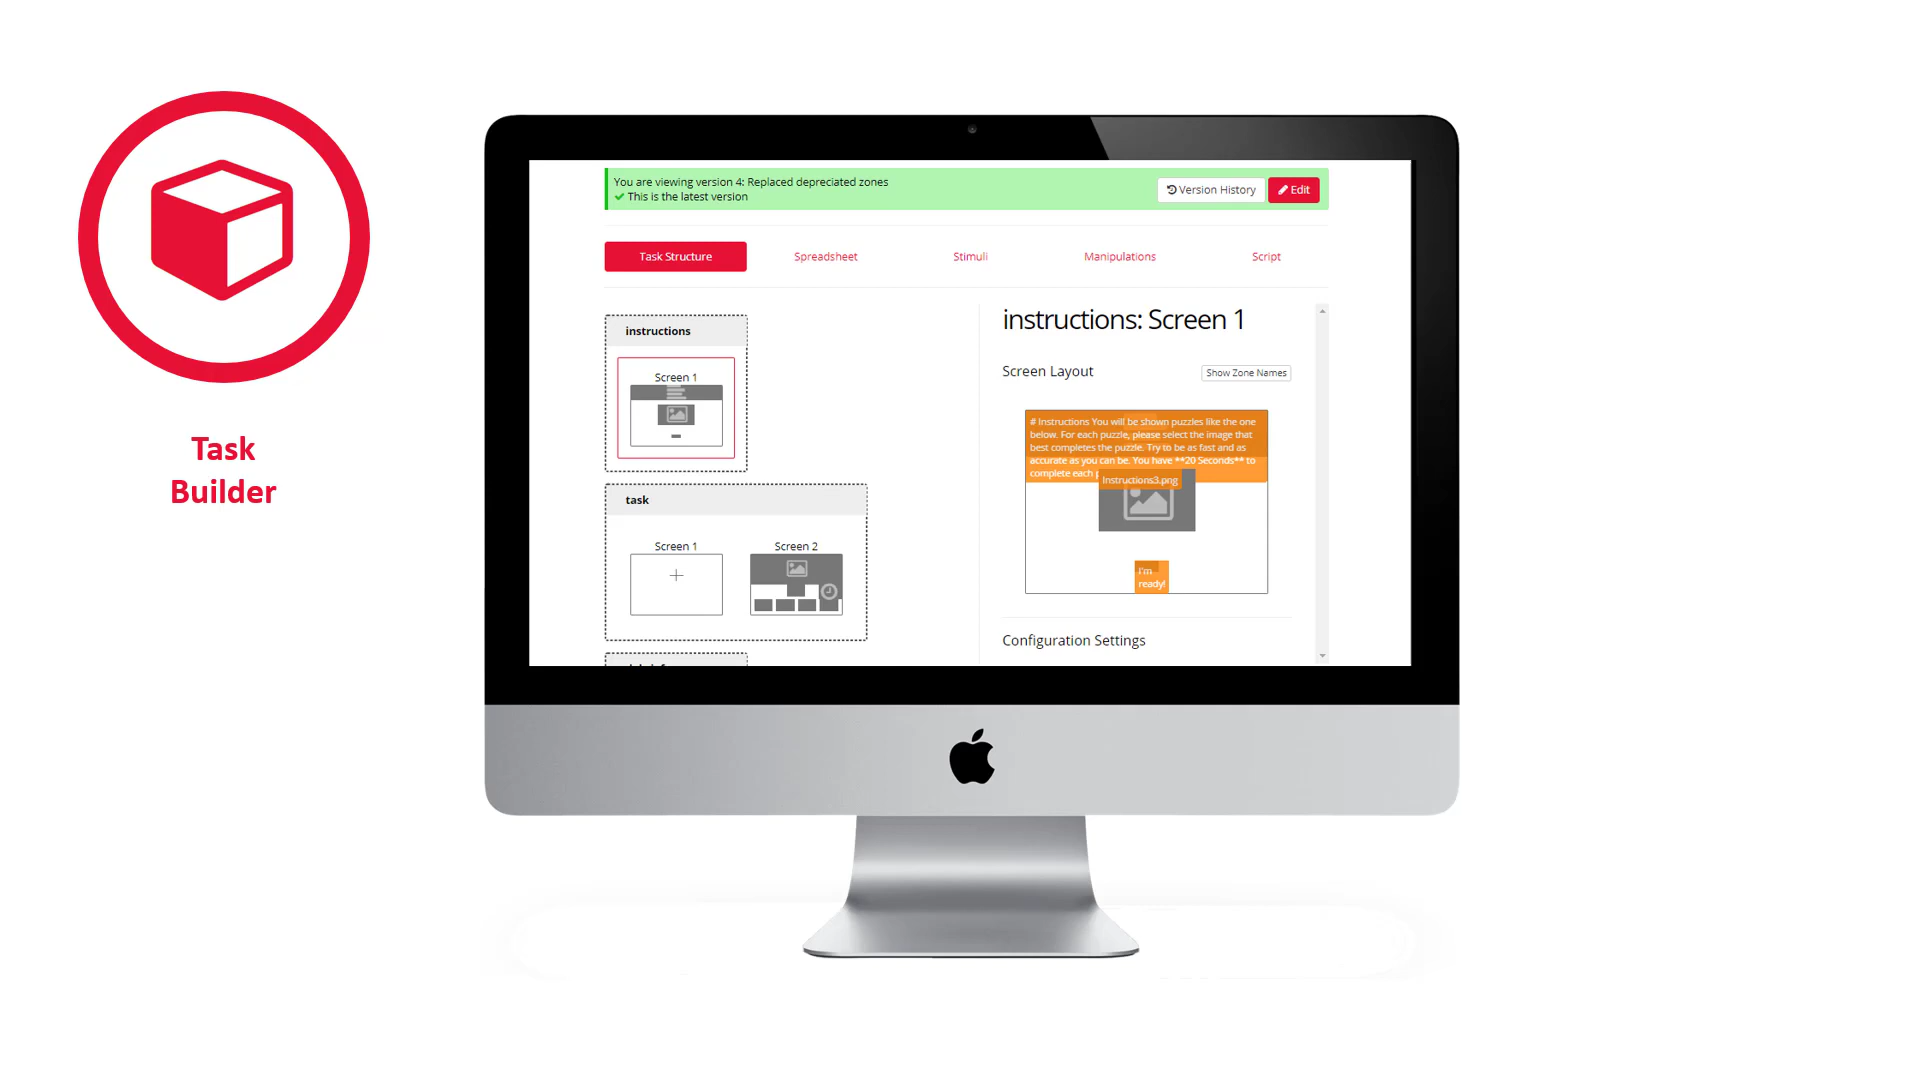 Task
Builder
You are viewing version 4: Replaced depreciated zones
This is the latest version
Version History
Edit
Task Structure
Spreadsheet
Stimuli
Manipulations
Script
instructions
Screen 1
task
Screen 1
Screen 2
instructions: Screen 1
Screen Layout
Show Zone Names
# Instructions You will be shown puzzles like the one
below. For each puzzle, please select the image that
best completes the puzzle. Try to be as fast and as
accurate as you can be. You have **20 Seconds** to
complete each
Instructions3.png
I'm
ready!
Configuration Settings